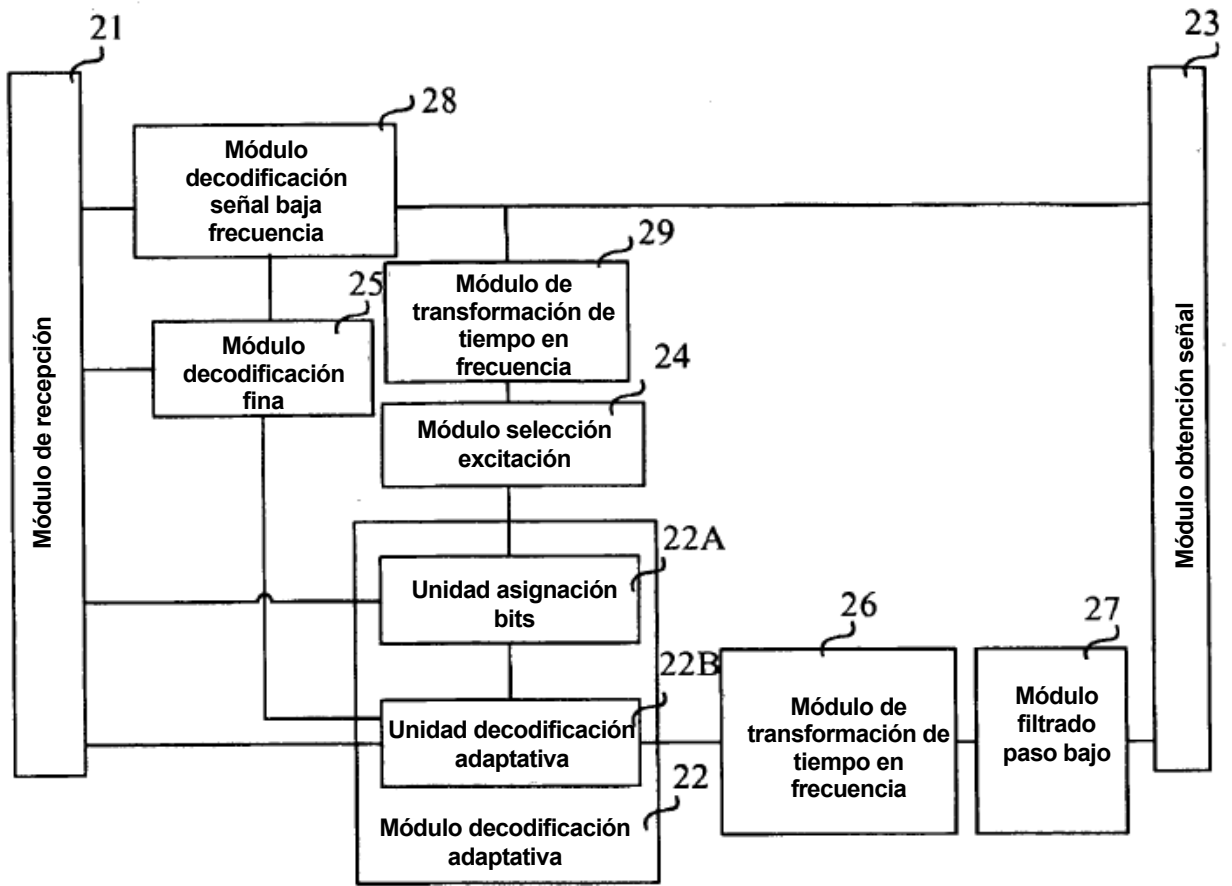 21
23
28
Módulo
decodificación
señal baja
frecuencia
29
Módulo de
transformación de
tiempo en
frecuencia
25
Módulo
decodificación
fina
24
Módulo selección
excitación
Módulo de recepción
Módulo obtención señal
22A
Unidad asignación
bits
22B
Unidad decodificación
adaptativa
22
Módulo decodificación
adaptativa
26
Módulo de
transformación de
tiempo en
frecuencia
27
Módulo
filtrado
paso bajo